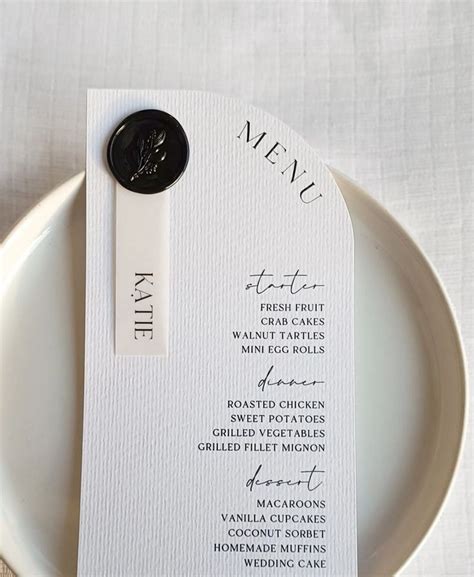 MENU
KATIE
starter
FRESH FRUIT
CRAB CAKES
WALNUT TARTLES
MINI EGG ROLLS
dinner
ROASTED CHICKEN
SWEET POTATOES
GRILLED VEGETABLES
GRILLED FILLET MIGNON
dessert
MACAROONS
VANILLA CUPCAKES
COCONUT SORBET
HOMEMADE MUFFINS
WEDDING CAKE